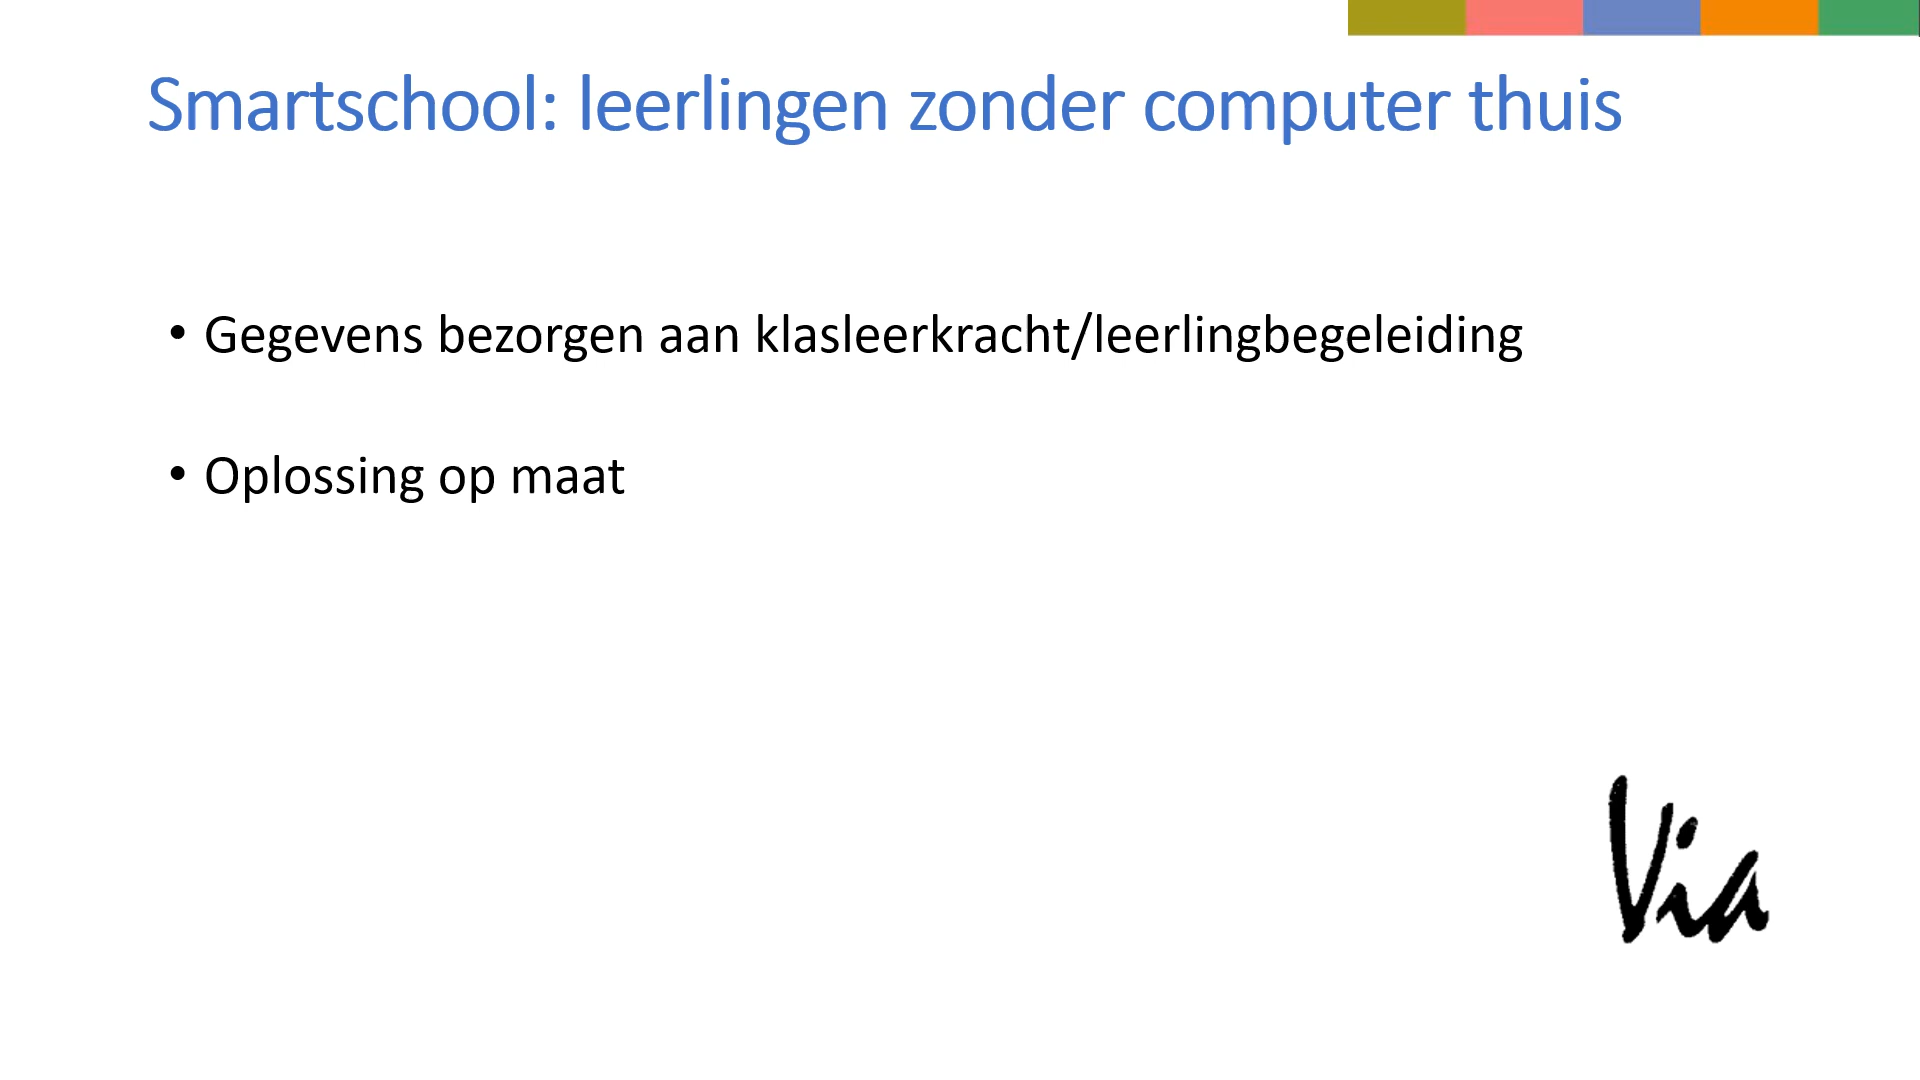 Smartschool: leerlingen zonder computer thuis
• Gegevens bezorgen aan klasleerkracht/leerlingbegeleiding
• Oplossing op maat
Via